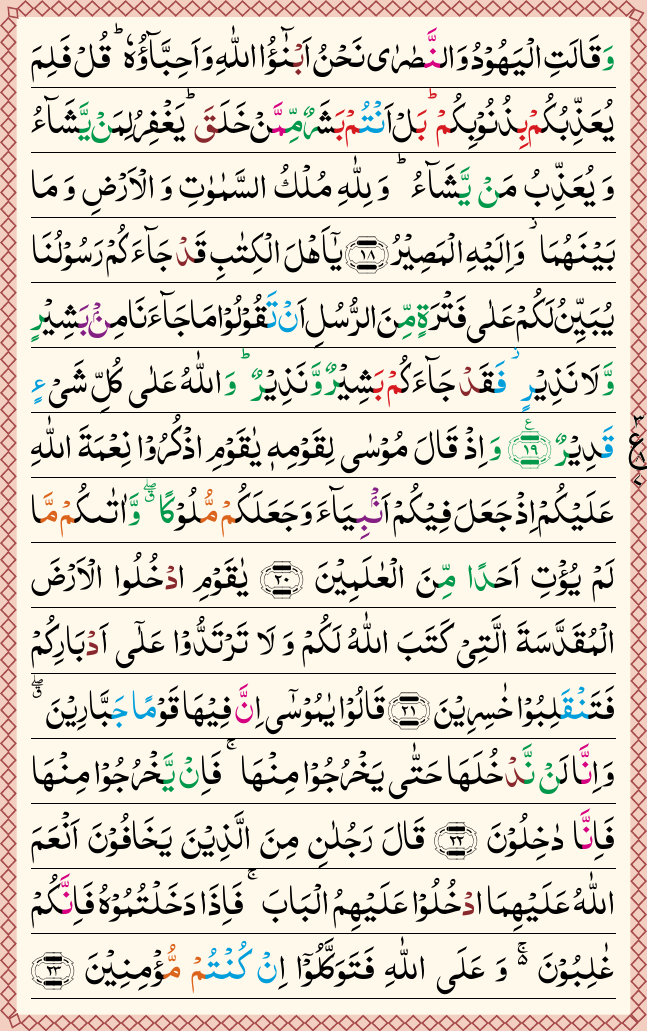 وَقَالَتِ الْيَهُوْدُ وَالنَّصٰرٰى نَحْنُ اَبْنٰٓؤُا اللّٰهِ وَاَحِبَّآؤُهٗ ؕ قُلْ فَلِمَ
يُعَذِّبُكُمْ بِذُنُوْبِكُمْ ؕ بَلْ اَنْتُمْ بَشَرٌ مِّمَّنْ خَلَقَ ؕ يَغْفِرُ لِمَنْ يَّشَآءُ
وَيُعَذِّبُ مَنْ يَّشَآءُ ؕ وَلِلّٰهِ مُلْكُ السَّمٰوٰتِ وَالْاَرْضِ وَمَا
بَيْنَهُمَا ۫ وَاِلَيْهِ الْمَصِيْرُ ﴿۱۸﴾ يٰۤاَهْلَ الْكِتٰبِ قَدْ جَآءَكُمْ رَسُوْلُنَا
يُبَيِّنُ لَكُمْ عَلٰى فَتْرَةٍ مِّنَ الرُّسُلِ اَنْ تَقُوْلُوْا مَا جَآءَنَا مِنْۢ بَشِيْرٍ
وَّلَا نَذِيْرٍ ۫ فَقَدْ جَآءَكُمْ بَشِيْرٌ وَّنَذِيْرٌ ؕ وَاللّٰهُ عَلٰى كُلِّ شَىْءٍ
قَدِيْرٌ ﴿۱۹﴾ وَاِذْ قَالَ مُوْسٰى لِقَوْمِهٖ يٰقَوْمِ اذْكُرُوْا نِعْمَةَ اللّٰهِ
عَلَيْكُمْ اِذْ جَعَلَ فِيْكُمْ اَنْۢبِيَآءَ وَجَعَلَكُمْ مُّلُوْكًا ۖۗ وَّاٰتٰىكُمْ مَّا
لَمْ يُؤْتِ اَحَدًا مِّنَ الْعٰلَمِيْنَ ﴿۲۰﴾ يٰقَوْمِ ادْخُلُوا الْاَرْضَ
الْمُقَدَّسَةَ الَّتِىْ كَتَبَ اللّٰهُ لَكُمْ وَلَا تَرْتَدُّوْا عَلٰٓى اَدْبَارِكُمْ
فَتَنْقَلِبُوْا خٰسِرِيْنَ ﴿۲۱﴾ قَالُوْا يٰمُوْسٰٓى اِنَّ فِيْهَا قَوْمًا جَبَّارِيْنَ ۖۗ
وَاِنَّا لَنْ نَّدْخُلَهَا حَتّٰى يَخْرُجُوْا مِنْهَا ۚ فَاِنْ يَّخْرُجُوْا مِنْهَا
فَاِنَّا دٰخِلُوْنَ ﴿۲۲﴾ قَالَ رَجُلٰنِ مِنَ الَّذِيْنَ يَخَافُوْنَ اَنْعَمَ
اللّٰهُ عَلَيْهِمَا ادْخُلُوْا عَلَيْهِمُ الْبَابَ ۚ فَاِذَا دَخَلْتُمُوْهُ فَاِنَّكُمْ
غٰلِبُوْنَ ۬ۚ وَعَلَى اللّٰهِ فَتَوَكَّلُوْۤا اِنْ كُنْتُمْ مُّؤْمِنِيْنَ ﴿۲۳﴾